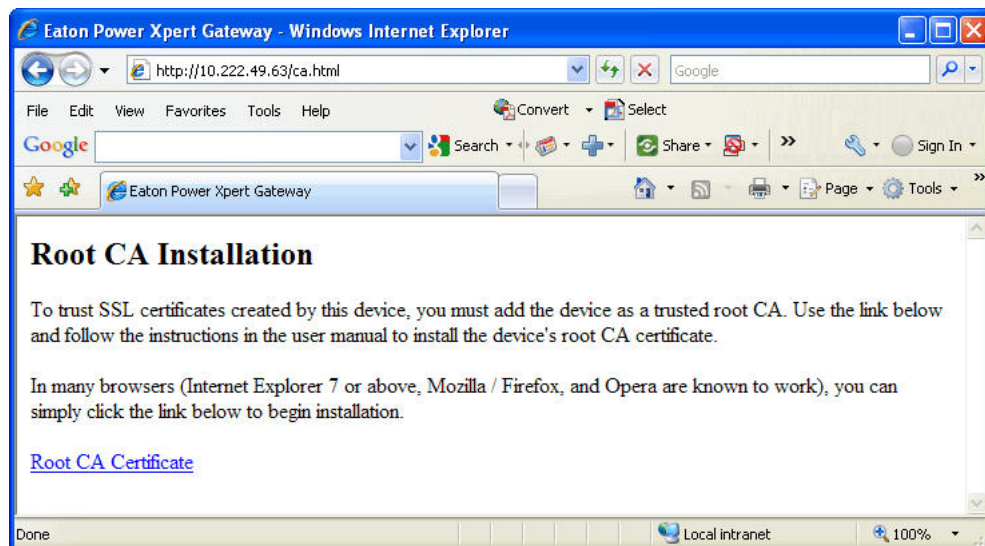 Eaton Power Xpert Gateway - Windows Internet Explorer
http://10.222.49.63/ca.html
Google
File Edit View Favorites Tools Help
Convert Select
Google Search Share » Sign In
Eaton Power Xpert Gateway
Page Tools »
Root CA Installation
To trust SSL certificates created by this device, you must add the device as a trusted root CA. Use the link below
and follow the instructions in the user manual to install the device's root CA certificate.
In many browsers (Internet Explorer 7 or above, Mozilla / Firefox, and Opera are known to work), you can
simply click the link below to begin installation.
Root CA Certificate
Done
Local intranet
100%